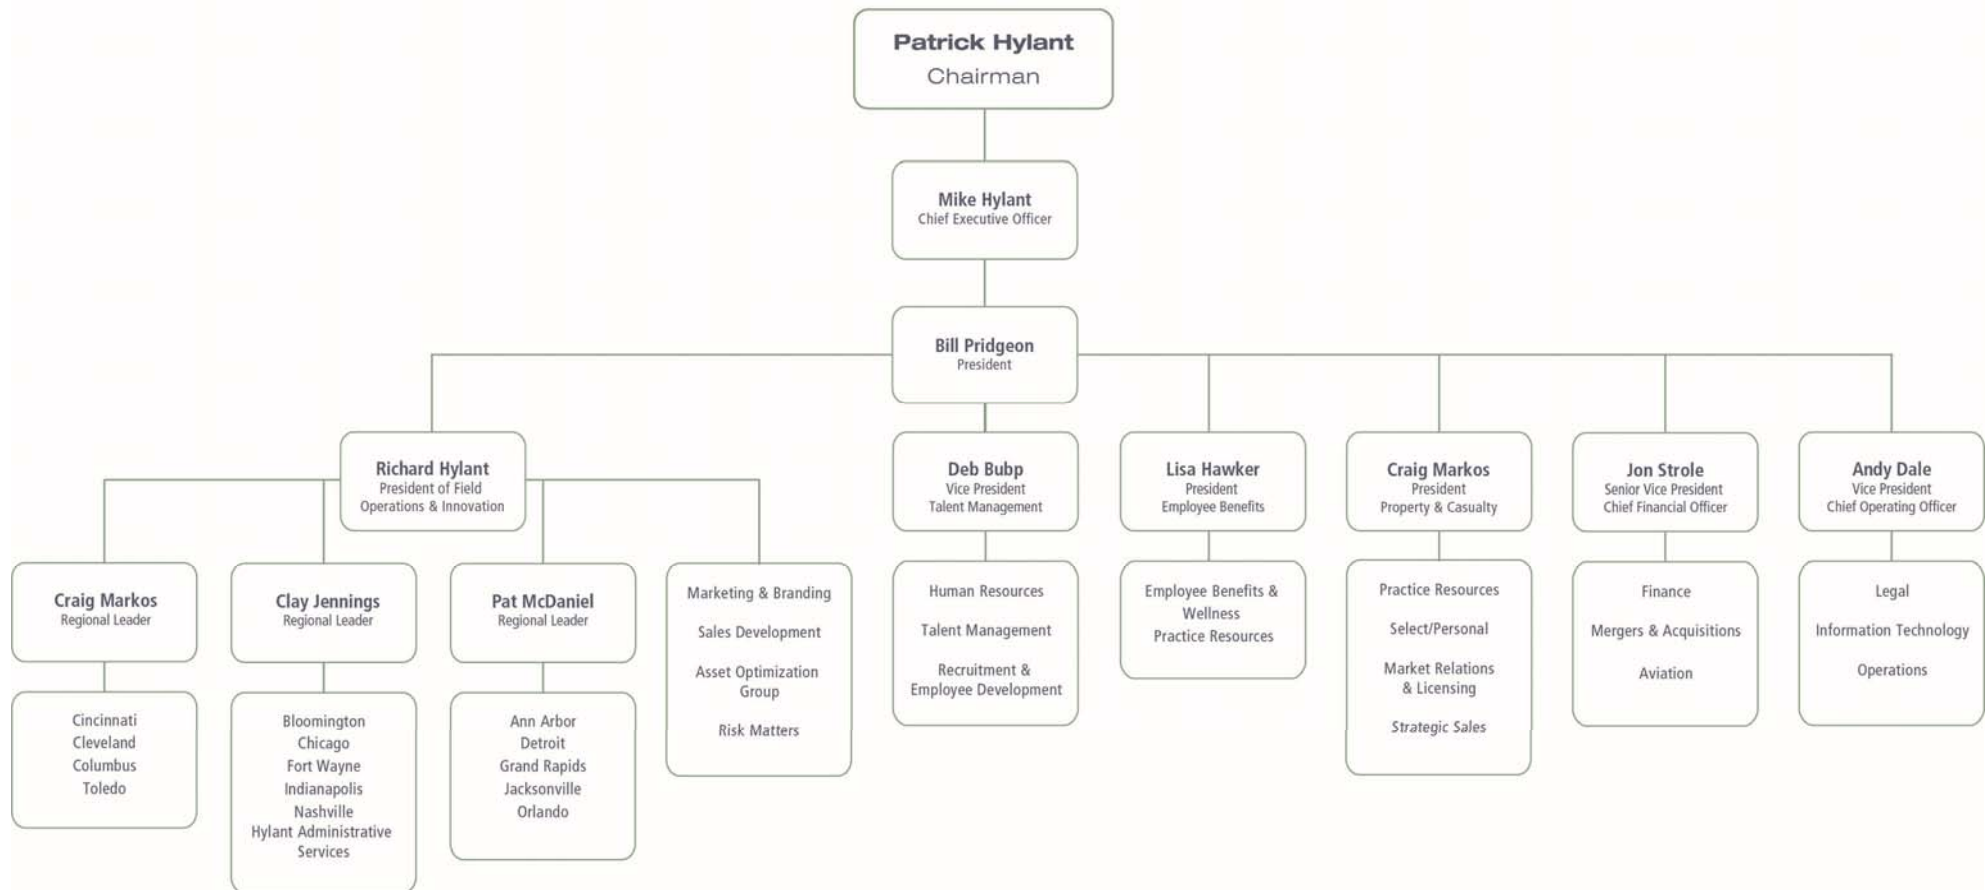 Patrick Hylant
Chairman
Mike Hylant
Chief Executive Officer
Bill Pridgeon
President
Richard Hylant
President of Field
Operations & Innovation
Deb Bubp
Vice President
Talent Management
Lisa Hawker
President
Employee Benefits
Craig Markos
President
Property & Casualty
Jon Strole
Senior Vice President
Chief Financial Officer
Andy Dale
Vice President
Chief Operating Officer
Craig Markos
Regional Leader
Clay Jennings
Regional Leader
Pat McDaniel
Regional Leader
Marketing & Branding
Sales Development
Asset Optimization
Group
Risk Matters
Human Resources
Talent Management
Recruitment &
Employee Development
Employee Benefits &
Wellness
Practice Resources
Practice Resources
Select/Personal
Market Relations
& Licensing
Strategic Sales
Finance
Mergers & Acquisitions
Aviation
Legal
Information Technology
Operations
Cincinnati
Cleveland
Columbus
Toledo
Bloomington
Chicago
Fort Wayne
Indianapolis
Nashville
Hylant Administrative
Services
Ann Arbor
Detroit
Grand Rapids
Jacksonville
Orlando